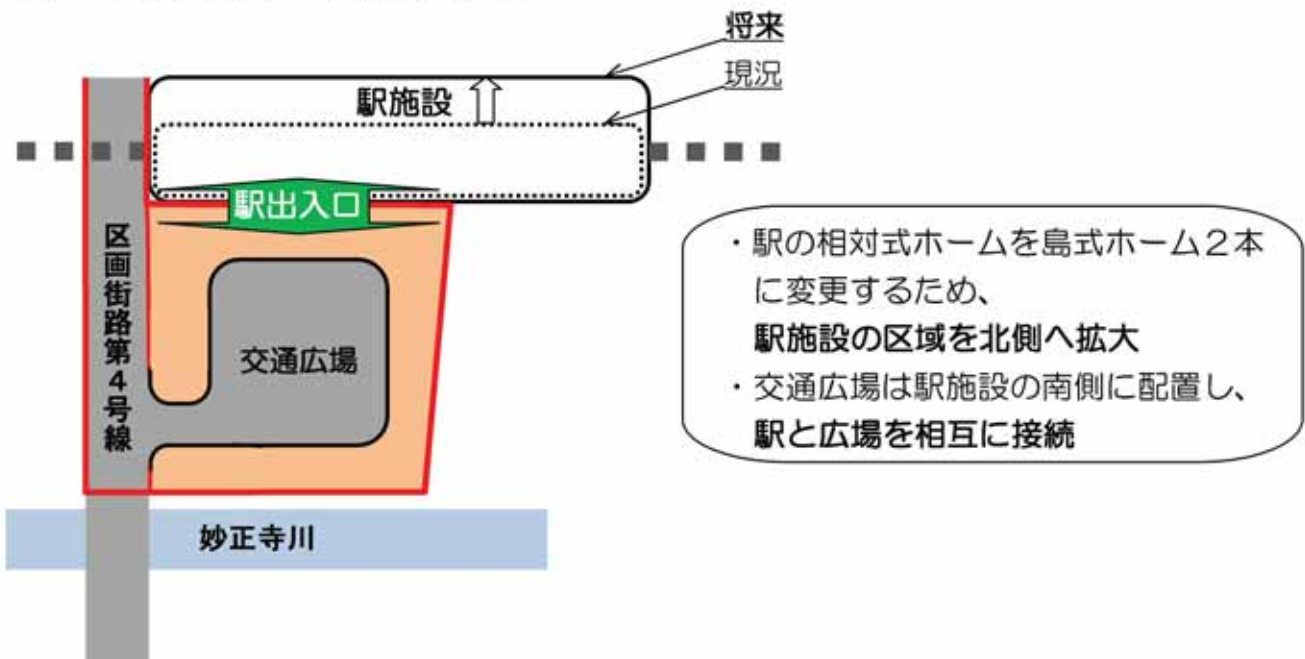 将来
現況
駅施設
駅出入口
区画街路第４号線
交通広場
妙正寺川
・駅の相対式ホームを島式ホーム２本
に変更するため、
駅施設の区域を北側へ拡大
・交通広場は駅施設の南側に配置し、
駅と広場を相互に接続